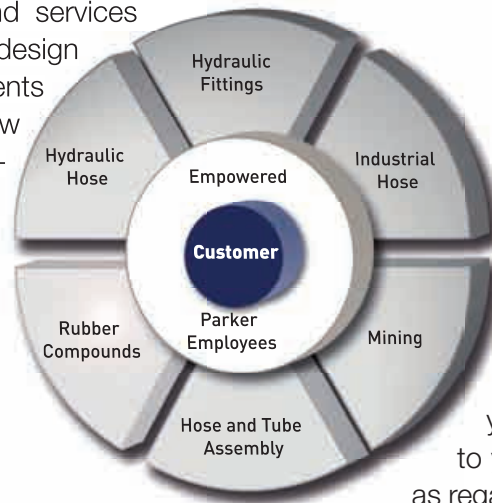 nd services
design
ents
w
-
Hydraulic
Fittings
Hydraulic
Hose
Industrial
Hose
Empowered
Customer
Parker
Employees
Rubber
Compounds
Mining
Hose and Tube
Assembly
y
to
as rega